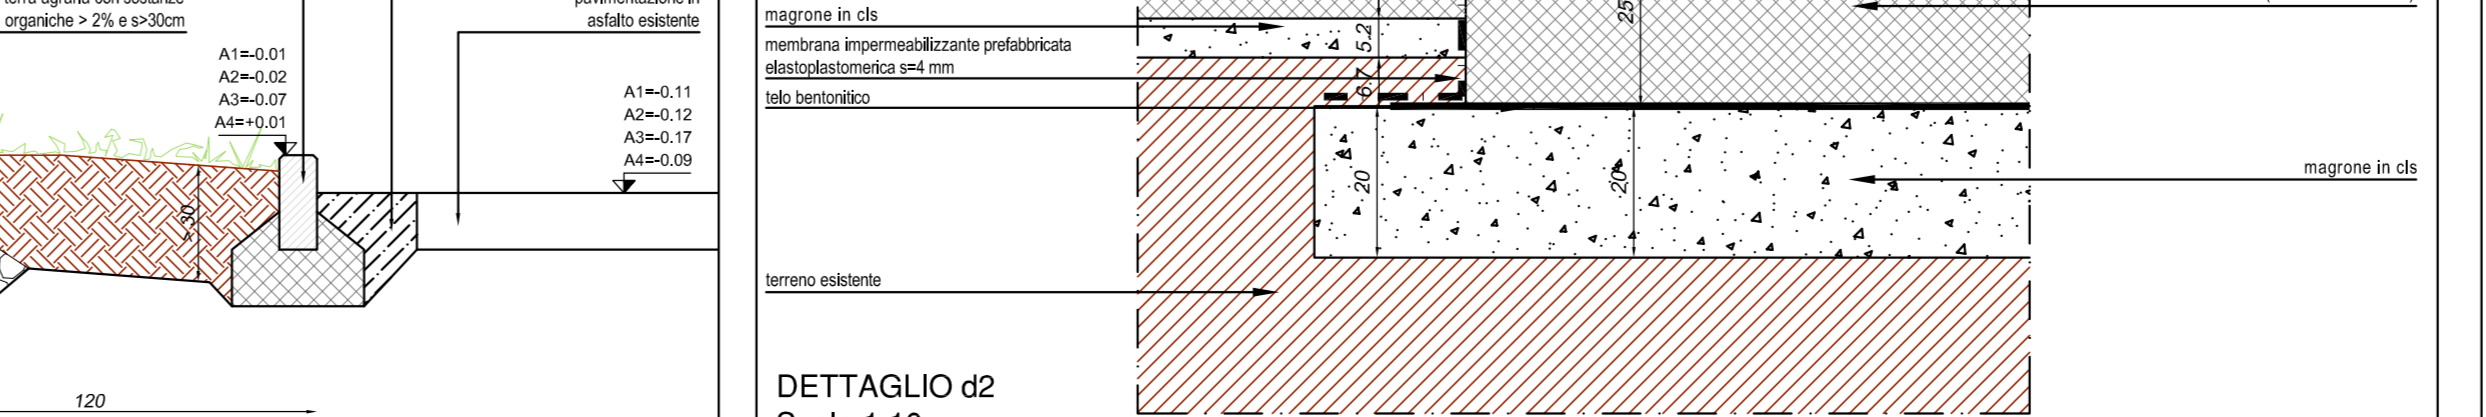 terra agraria con sostanze
organiche > 2% e s>30cm
pavimentazione in
asfalto esistente
A1=-0.01
A2=-0.02
A3=-0.07
A4=+0.01
A1=-0.11
A2=-0.12
A3=-0.17
A4=-0.09
≥30
120
magrone in cls
membrana impermeabilizzante prefabbricata
elastoplastomerica s=4 mm
telo bentonitico
terreno esistente
5.2
6.7
25
20
20
magrone in cls
DETTAGLIO d2